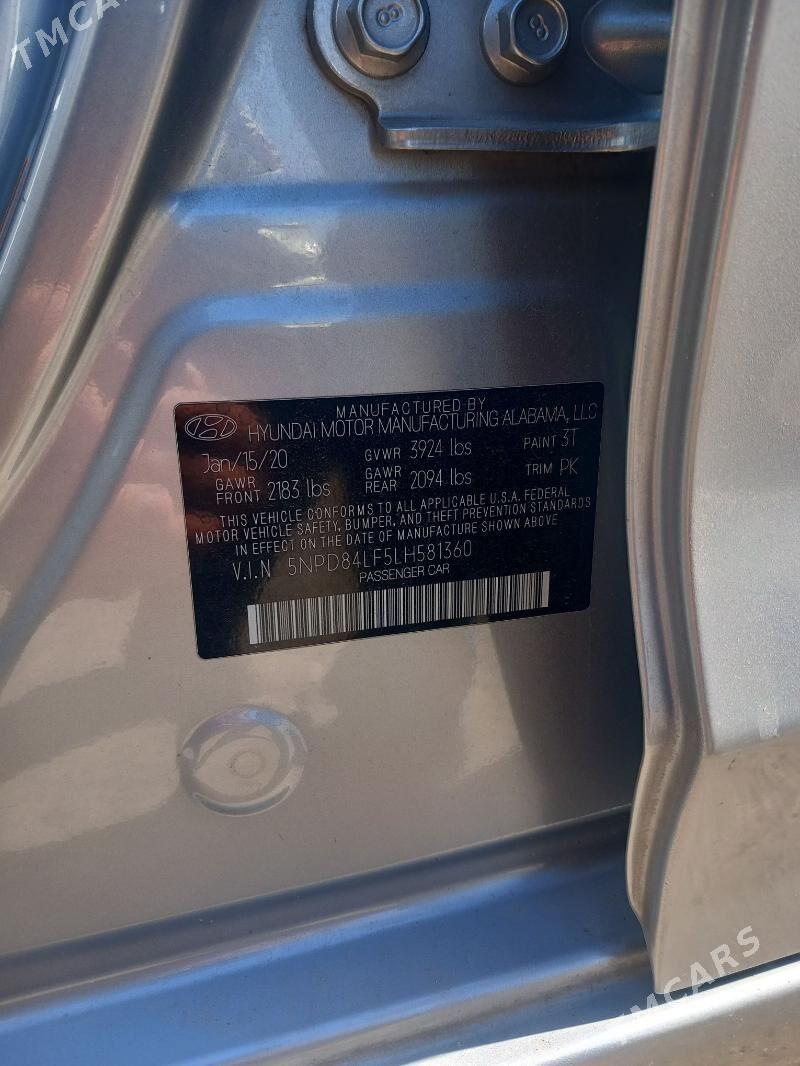 TMCARS
8
8
MANUFACTURED BY
HYUNDAI MOTOR MANUFACTURING ALABAMA, LLC
Jan/15/20 GVWR 3924 lbs PAINT 3T
GAWR FRONT 2183 lbs GAWR REAR 2094 lbs TRIM PK
THIS VEHICLE CONFORMS TO ALL APPLICABLE U.S.A. FEDERAL
MOTOR VEHICLE SAFETY, BUMPER, AND THEFT PREVENTION STANDARDS
IN EFFECT ON THE DATE OF MANUFACTURE SHOWN ABOVE
V.I.N 5NPD84LF5LH581360
PASSENGER CAR
TMCARS